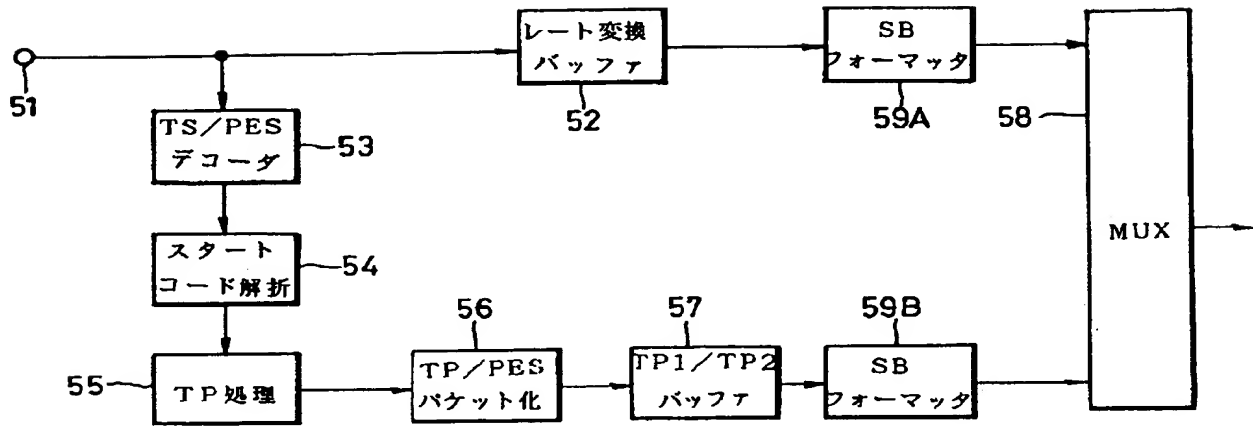 51
レート変換
バッファ
52
SB
フォーマッタ
59A
58
MUX
TS/PES
デコーダ
53
スタート
コード解折
54
55
TP処理
56
TP/PES
パケット化
57
TP1/TP2
バッファ
59B
SB
フォーマッタ